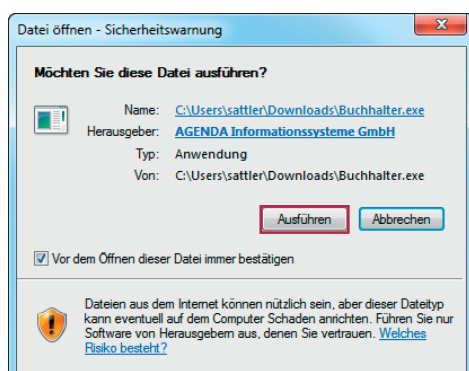 Datei öffnen - Sicherheitswarnung
Möchten Sie diese Datei ausführen?
Name: C:\Users\sattler\Downloads\Buchhalter.exe
Herausgeber: AGENDA Informationssysteme GmbH
Typ: Anwendung
Von: C:\Users\sattler\Downloads\Buchhalter.exe
Ausführen Abbrechen
Vor dem Öffnen dieser Datei immer bestätigen
Dateien aus dem Internet können nützlich sein, aber dieser Dateityp
kann eventuell auf dem Computer Schaden anrichten. Führen Sie nur
Software von Herausgebern aus, denen Sie vertrauen. Welches
Risiko besteht?